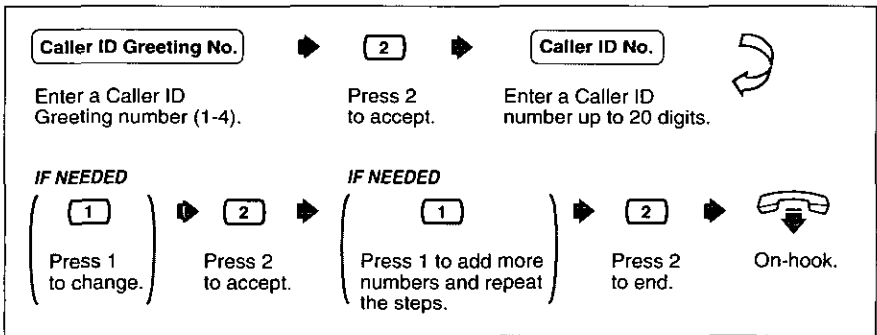 Caller ID Greeting No.
2
Caller ID No.
Enter a Caller ID
Greeting number (1-4).
Press 2
to accept.
Enter a Caller ID
number up to 20 digits.
IF NEEDED
IF NEEDED
1
2
1
2
Press 1
to change.
Press 2
to accept.
Press 1 to add more
numbers and repeat
the steps.
Press 2
to end.
On-hook.